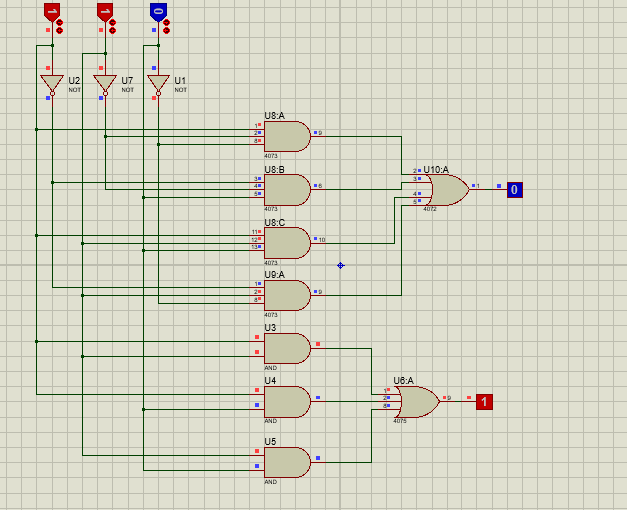 1 1 0
U2 U7 U1
NOT NOT NOT
U8:A
1
2 9
8
4073
U8:B
3
4 6
5
4073
U10:A
2
3
4 1 0
5
4072
U8:C
11
12 10
13
4073
U9:A
1
2 9
8
4073
U3
AND
U4
AND
U6:A
1
2 9 1
8
4075
U5
AND